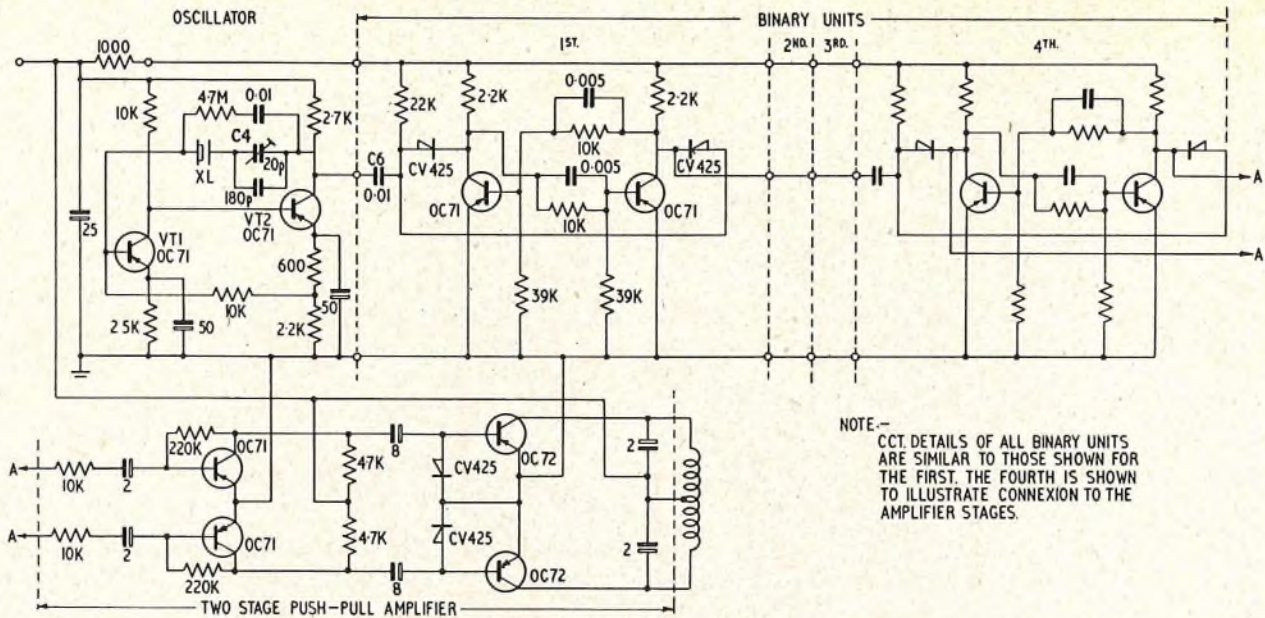 OSCILLATOR
BINARY UNITS
1ST.
2ND.
3RD.
4TH.
1000
10K
4·7M
0·01
2·7K
C4
20p
XL
180p
VT2
OC71
25
VT1
OC71
600
50
10K
2·5K
50
2·2K
C6
0·01
22K
2·2K
0·005
2·2K
10K
CV425
CV425
0·005
OC71
OC71
10K
39K
39K
A
A
220K
OC71
A
10K
2
8
47K
CV425
OC72
2
A
10K
2
OC71
4·7K
CV425
2
220K
8
OC72
TWO STAGE PUSH-PULL AMPLIFIER
NOTE.-
CCT. DETAILS OF ALL BINARY UNITS
ARE SIMILAR TO THOSE SHOWN FOR
THE FIRST. THE FOURTH IS SHOWN
TO ILLUSTRATE CONNEXION TO THE
AMPLIFIER STAGES.